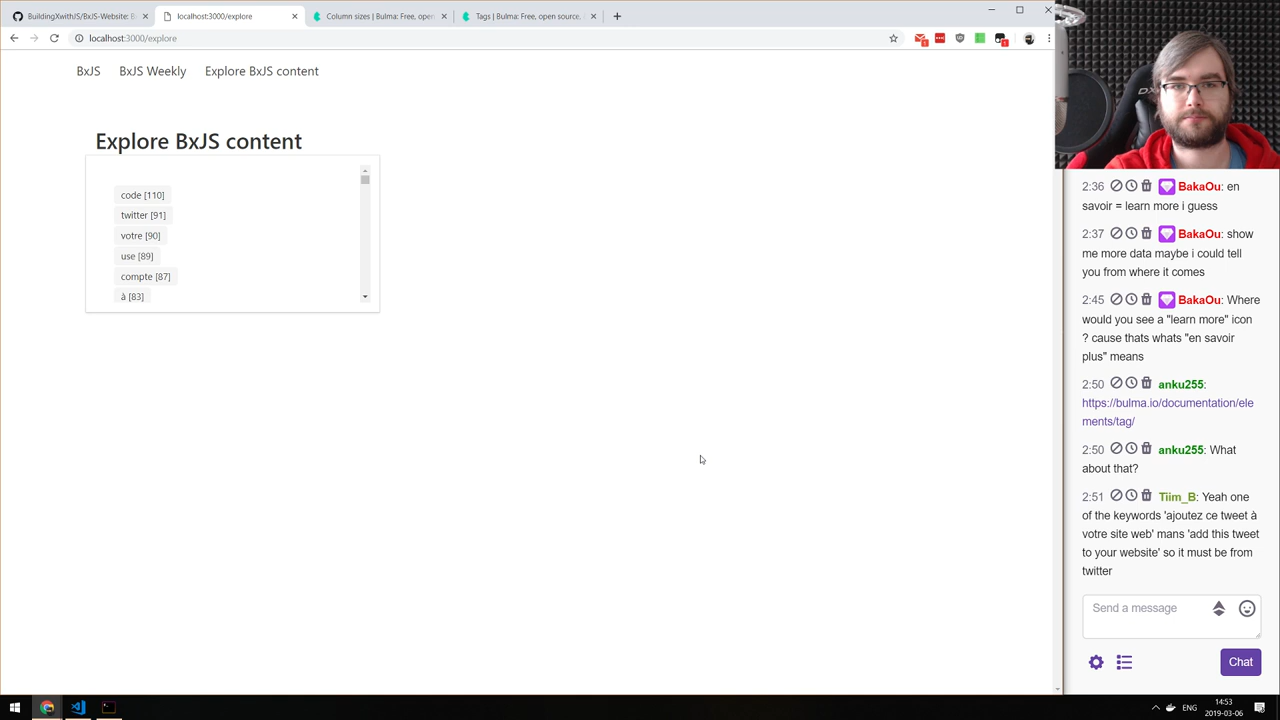 BuildingXwithJS/BxJS-Website: B
localhost:3000/explore
Column sizes | Bulma: Free, open
Tags | Bulma: Free, open source,
localhost:3000/explore
BxJS BxJS Weekly Explore BxJS content
Explore BxJS content
code [110]
twitter [91]
votre [90]
use [89]
compte [87]
à [83]
2:36 BakaOu: en
savoir = learn more i guess
2:37 BakaOu: show
me more data maybe i could tell
you from where it comes
2:45 BakaOu: Where
would you see a "learn more" icon
? cause thats whats "en savoir
plus" means
2:50 anku255:
https://bulma.io/documentation/ele
ments/tag/
2:50 anku255: What
about that?
2:51 Tiim_B: Yeah one
of the keywords 'ajoutez ce tweet à
votre site web' mans 'add this tweet
to your website' so it must be from
twitter
Send a message
Chat
ENG
14:53
2019-03-06